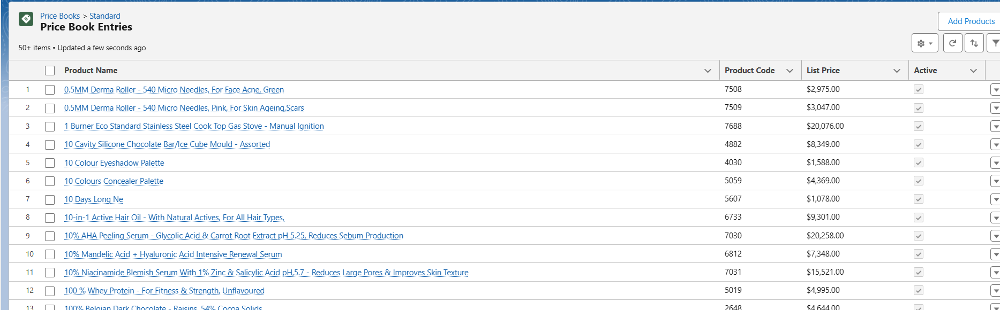 Price Books > Standard
Price Book Entries
Add Products
50+ items • Updated a few seconds ago
Product Name Product Code List Price Active
1 0.5MM Derma Roller - 540 Micro Needles, For Face Acne, Green 7508 $2,975.00
2 0.5MM Derma Roller - 540 Micro Needles, Pink, For Skin Ageing,Scars 7509 $3,047.00
3 1 Burner Eco Standard Stainless Steel Cook Top Gas Stove - Manual Ignition 7688 $20,076.00
4 10 Cavity Silicone Chocolate Bar/Ice Cube Mould - Assorted 4882 $8,349.00
5 10 Colour Eyeshadow Palette 4030 $1,588.00
6 10 Colours Concealer Palette 5059 $4,369.00
7 10 Days Long Ne 5607 $1,078.00
8 10-in-1 Active Hair Oil - With Natural Actives, For All Hair Types, 6733 $9,301.00
9 10% AHA Peeling Serum - Glycolic Acid & Carrot Root Extract pH 5.25, Reduces Sebum Production 7030 $20,258.00
10 10% Mandelic Acid + Hyaluronic Acid Intensive Renewal Serum 6812 $7,348.00
11 10% Niacinamide Blemish Serum With 1% Zinc & Salicylic Acid pH,5.7 - Reduces Large Pores & Improves Skin Texture 7031 $15,521.00
12 100 % Whey Protein - For Fitness & Strength, Unflavoured 5019 $4,995.00
13 100% Belgian Dark Chocolate - Raisins, 54% Cocoa Solids 2648 $4,644.00